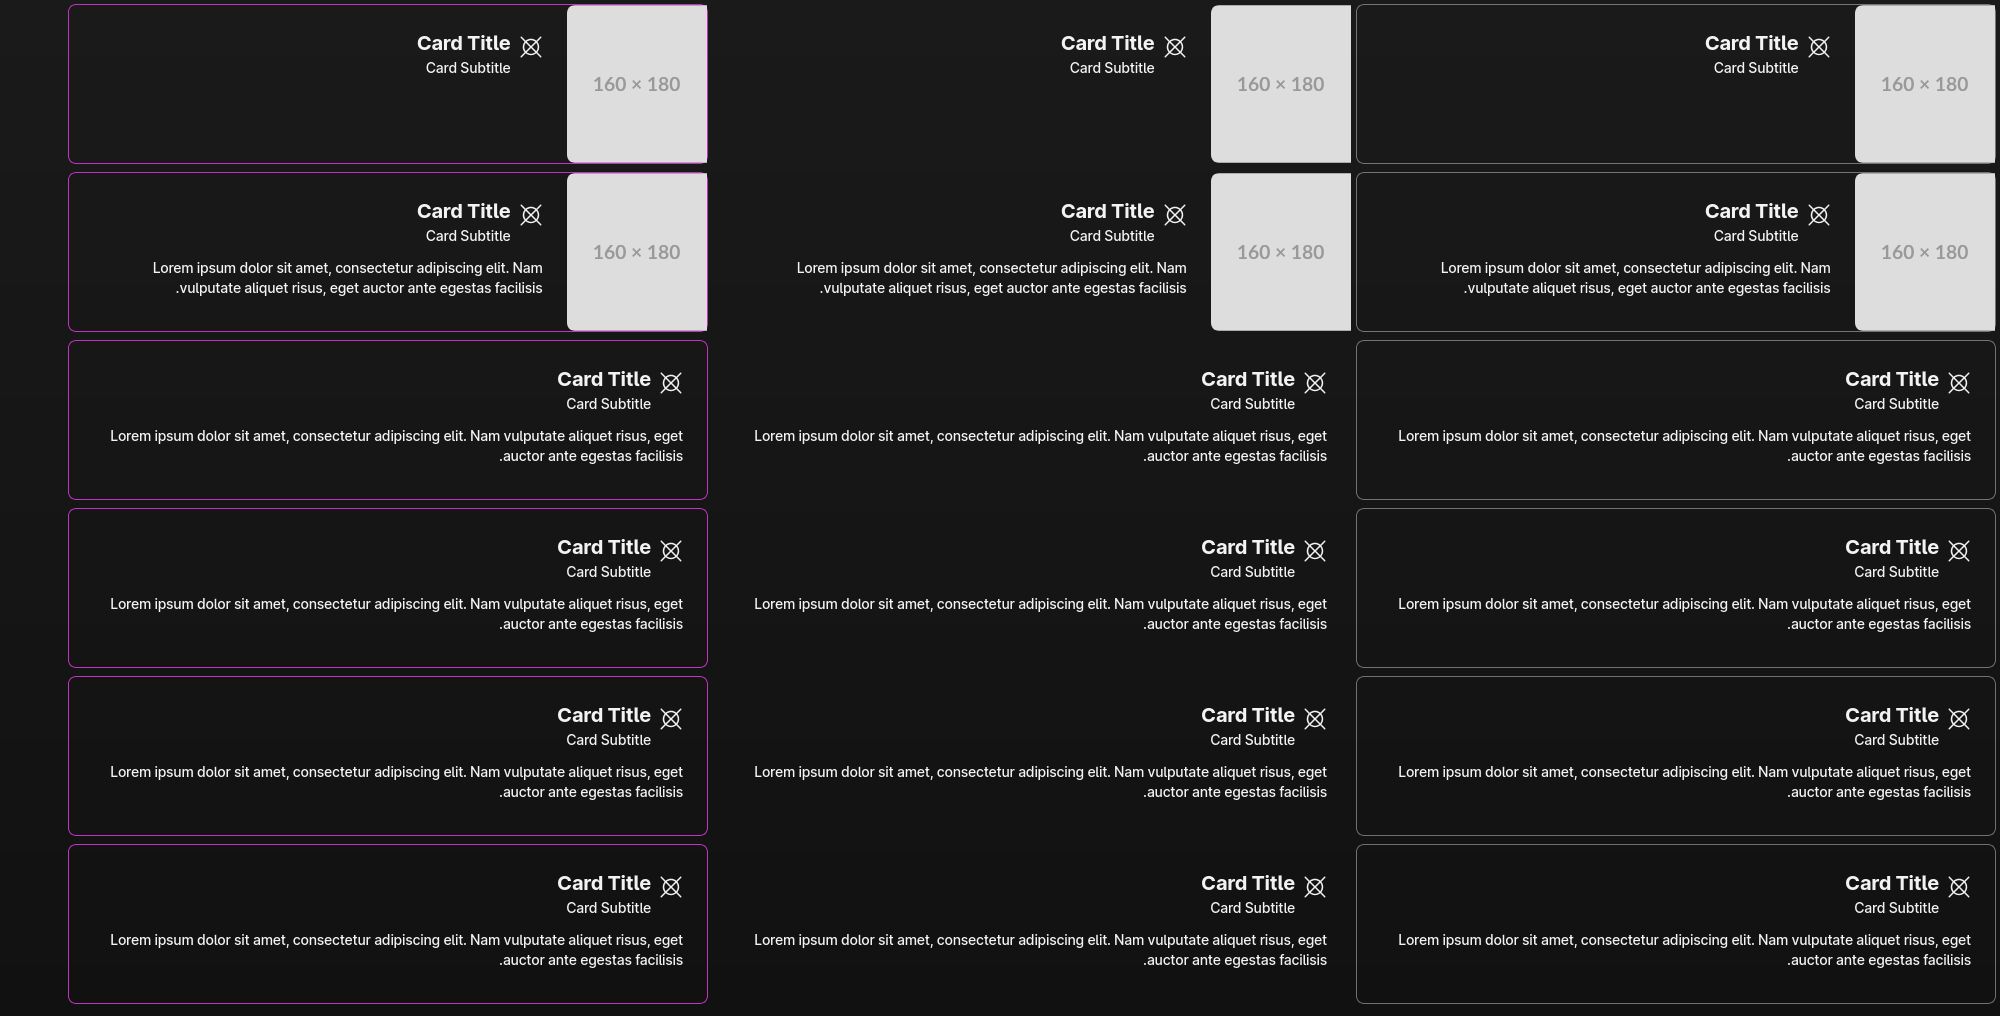 160 × 180
Card Title
Card Subtitle
160 × 180
Card Title
Card Subtitle
160 × 180
Card Title
Card Subtitle
160 × 180
Card Title
Card Subtitle
Lorem ipsum dolor sit amet, consectetur adipiscing elit. Nam
.vulputate aliquet risus, eget auctor ante egestas facilisis
160 × 180
Card Title
Card Subtitle
Lorem ipsum dolor sit amet, consectetur adipiscing elit. Nam
.vulputate aliquet risus, eget auctor ante egestas facilisis
160 × 180
Card Title
Card Subtitle
Lorem ipsum dolor sit amet, consectetur adipiscing elit. Nam
.vulputate aliquet risus, eget auctor ante egestas facilisis
Card Title
Card Subtitle
Lorem ipsum dolor sit amet, consectetur adipiscing elit. Nam vulputate aliquet risus, eget
.auctor ante egestas facilisis
Card Title
Card Subtitle
Lorem ipsum dolor sit amet, consectetur adipiscing elit. Nam vulputate aliquet risus, eget
.auctor ante egestas facilisis
Card Title
Card Subtitle
Lorem ipsum dolor sit amet, consectetur adipiscing elit. Nam vulputate aliquet risus, eget
.auctor ante egestas facilisis
Card Title
Card Subtitle
Lorem ipsum dolor sit amet, consectetur adipiscing elit. Nam vulputate aliquet risus, eget
.auctor ante egestas facilisis
Card Title
Card Subtitle
Lorem ipsum dolor sit amet, consectetur adipiscing elit. Nam vulputate aliquet risus, eget
.auctor ante egestas facilisis
Card Title
Card Subtitle
Lorem ipsum dolor sit amet, consectetur adipiscing elit. Nam vulputate aliquet risus, eget
.auctor ante egestas facilisis
Card Title
Card Subtitle
Lorem ipsum dolor sit amet, consectetur adipiscing elit. Nam vulputate aliquet risus, eget
.auctor ante egestas facilisis
Card Title
Card Subtitle
Lorem ipsum dolor sit amet, consectetur adipiscing elit. Nam vulputate aliquet risus, eget
.auctor ante egestas facilisis
Card Title
Card Subtitle
Lorem ipsum dolor sit amet, consectetur adipiscing elit. Nam vulputate aliquet risus, eget
.auctor ante egestas facilisis
Card Title
Card Subtitle
Lorem ipsum dolor sit amet, consectetur adipiscing elit. Nam vulputate aliquet risus, eget
.auctor ante egestas facilisis
Card Title
Card Subtitle
Lorem ipsum dolor sit amet, consectetur adipiscing elit. Nam vulputate aliquet risus, eget
.auctor ante egestas facilisis
Card Title
Card Subtitle
Lorem ipsum dolor sit amet, consectetur adipiscing elit. Nam vulputate aliquet risus, eget
.auctor ante egestas facilisis